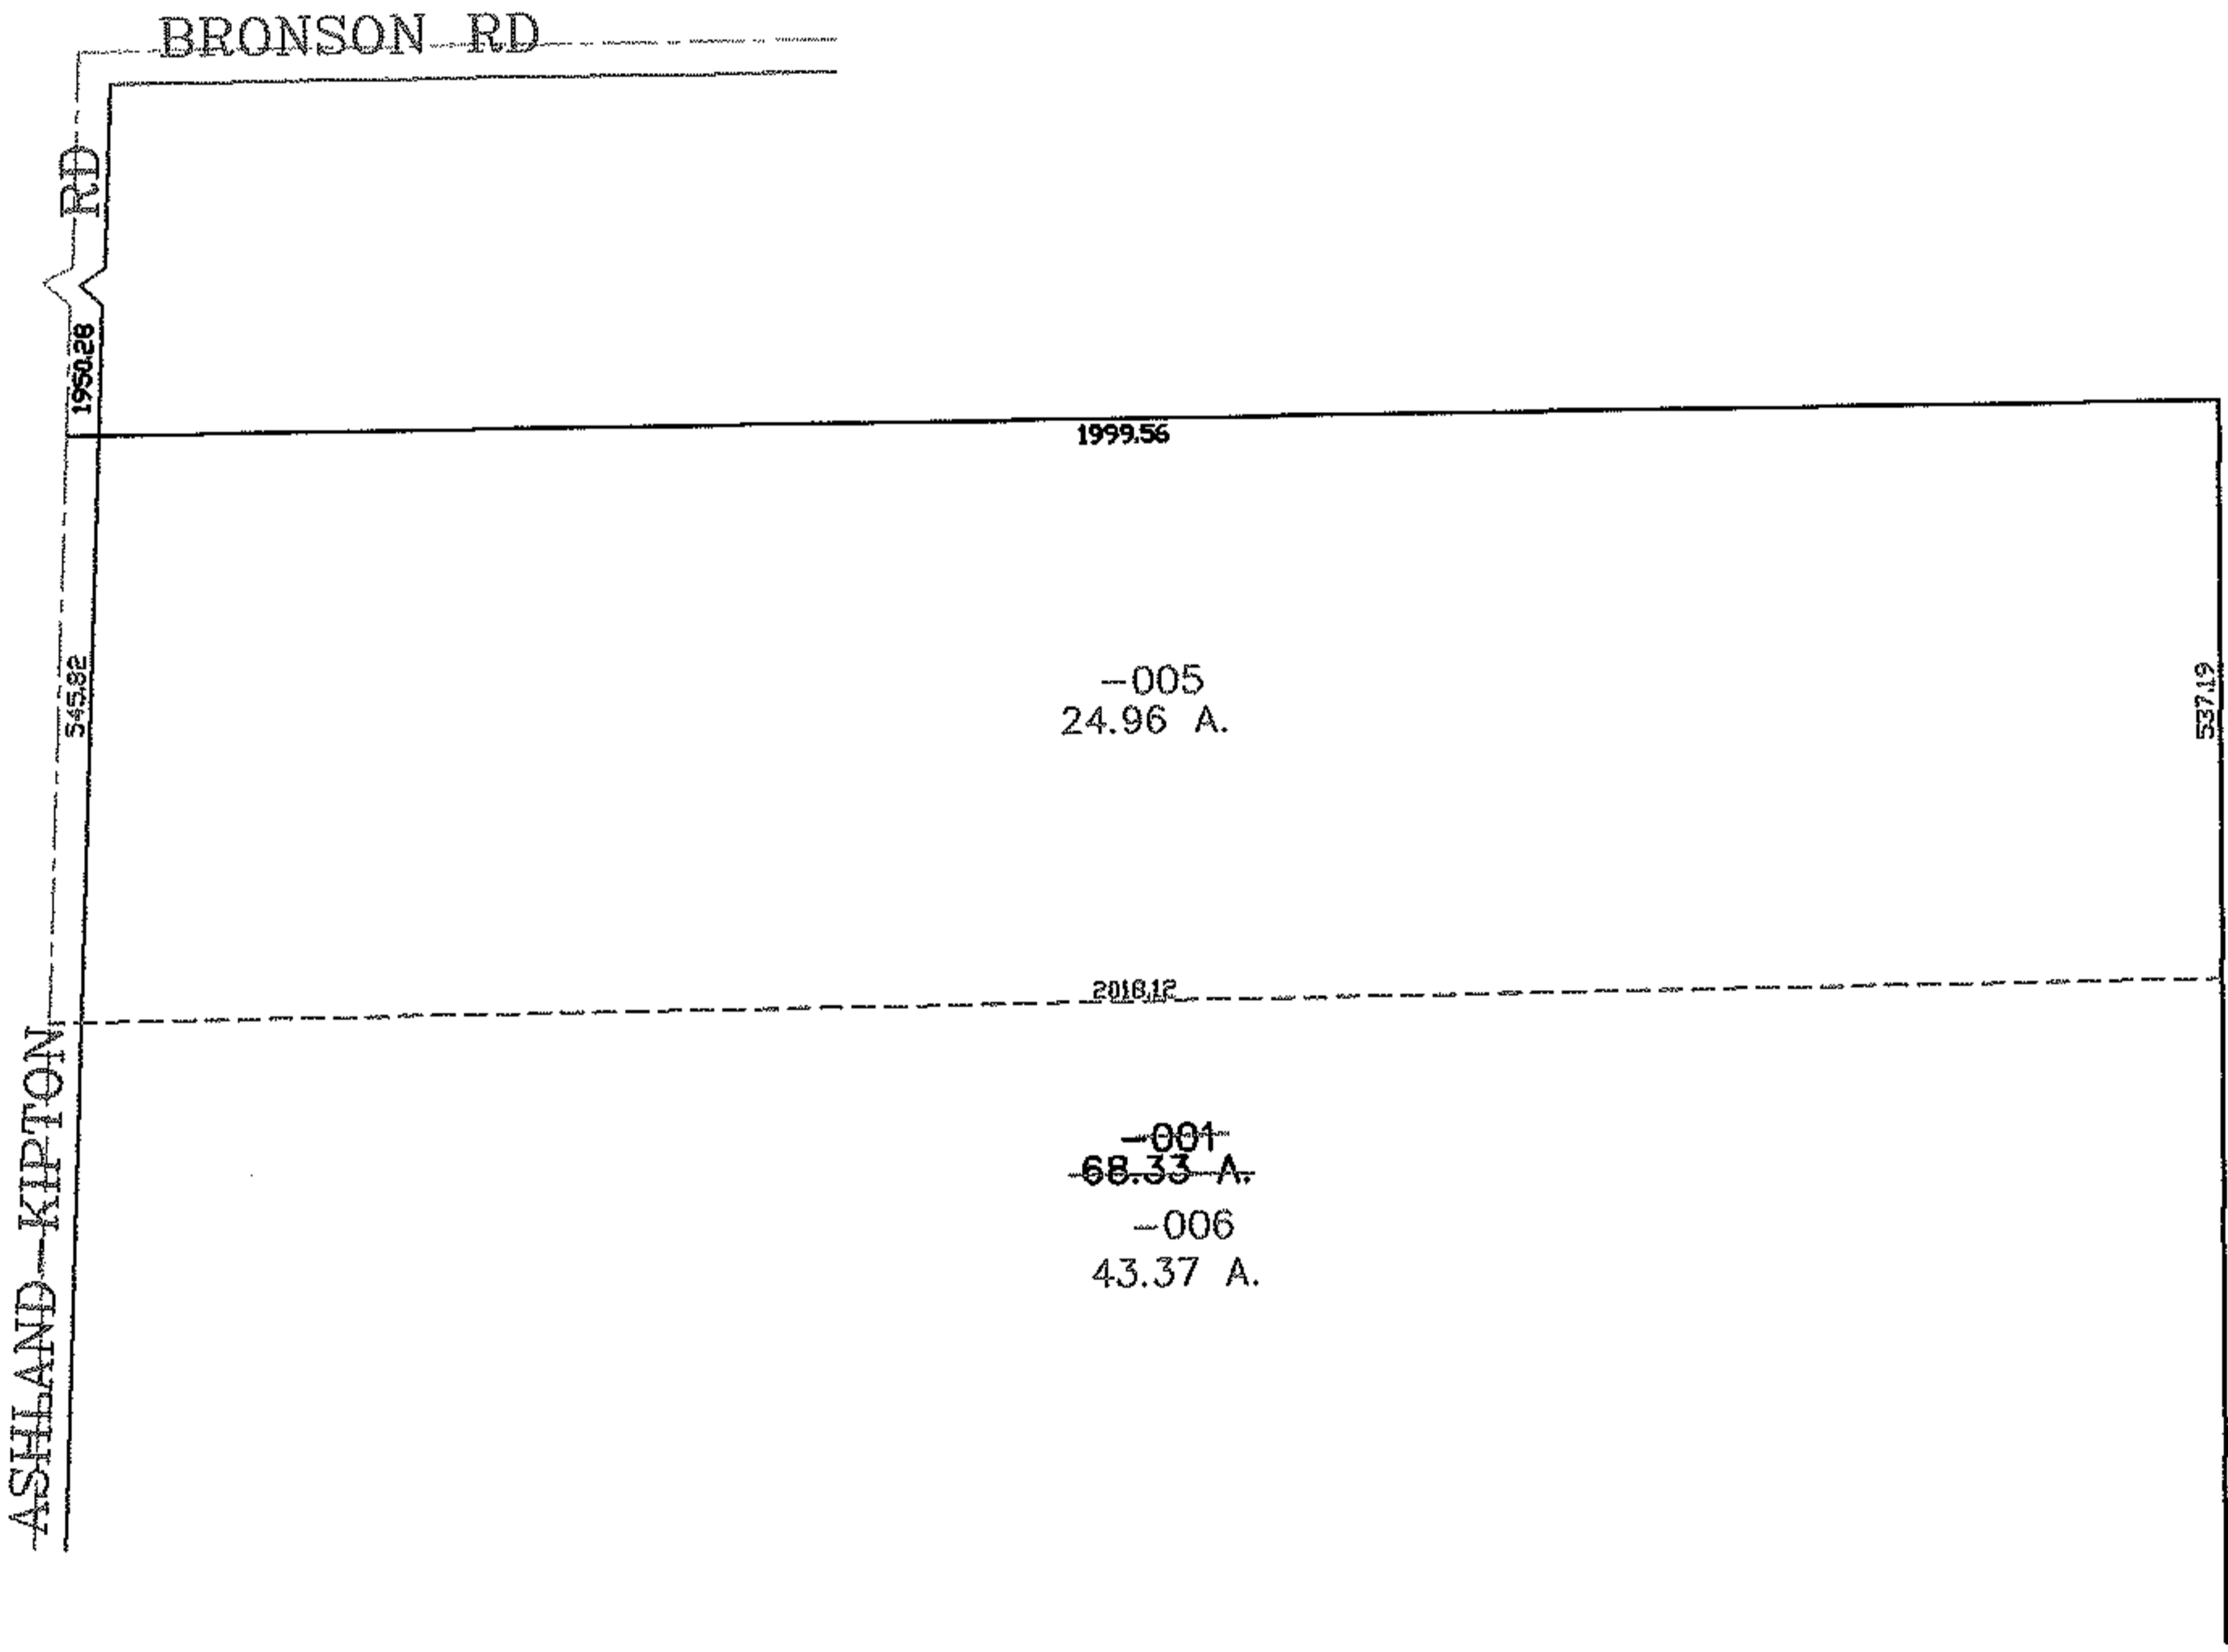 BRONSON RD
RD
1950.28
1999.56
545.82
-005
24.96 A.
537.19
2018.12
ASHLAND-KIPTON
-001
68.33 A.
-006
43.37 A.